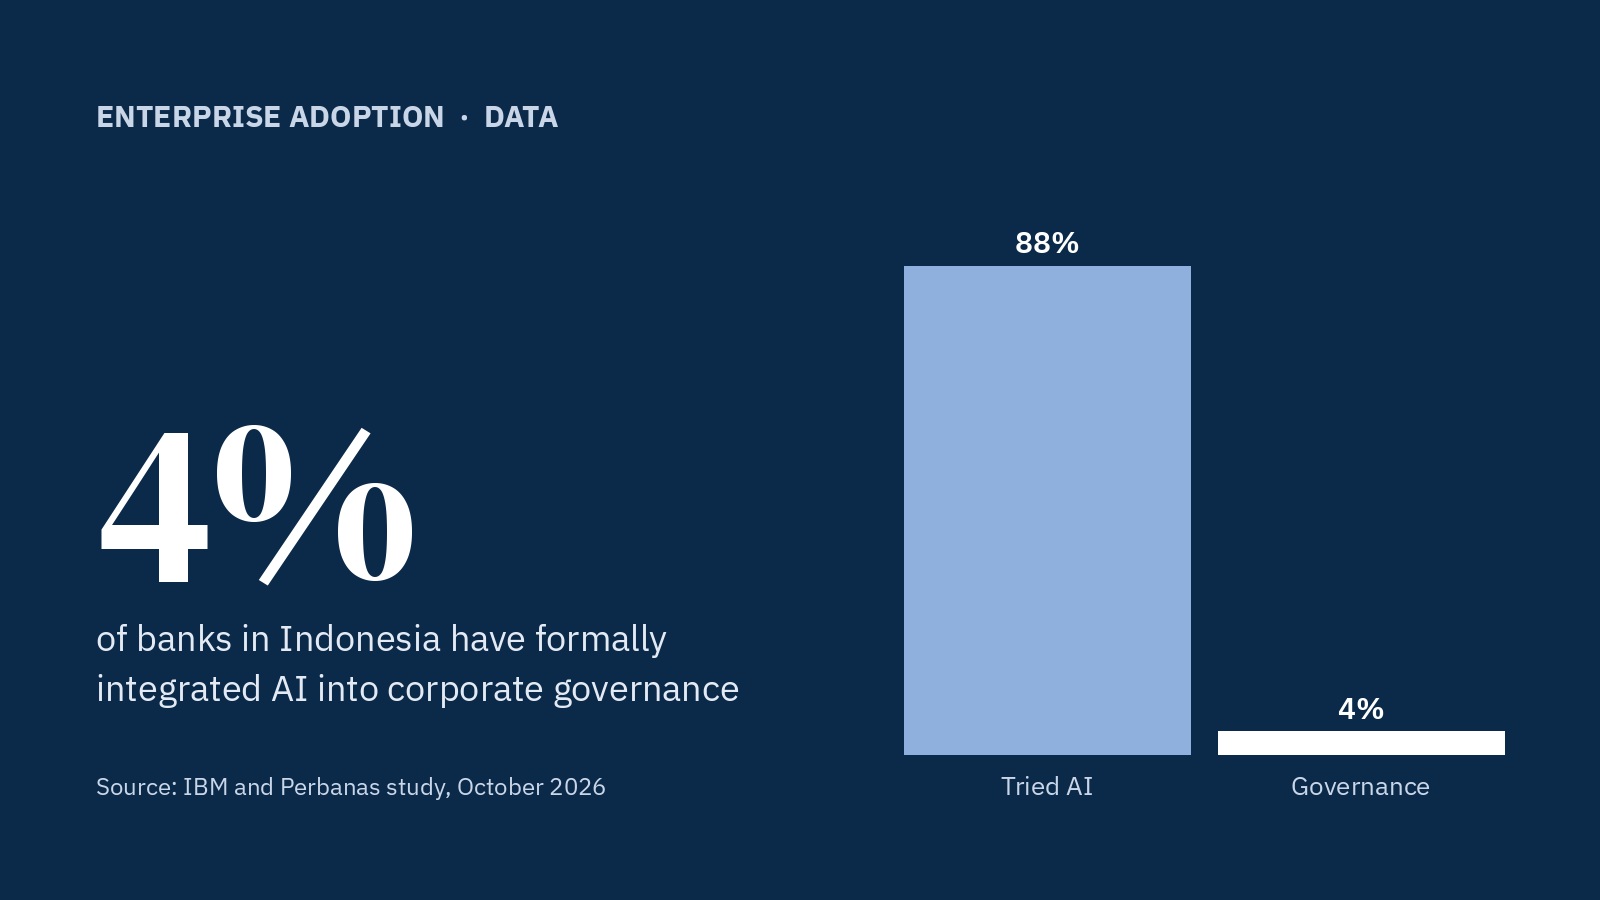 ENTERPRISE ADOPTION · DATA
4%
of banks in Indonesia have formally
integrated AI into corporate governance
Source: IBM and Perbanas study, October 2026
88%
4%
Tried AI
Governance